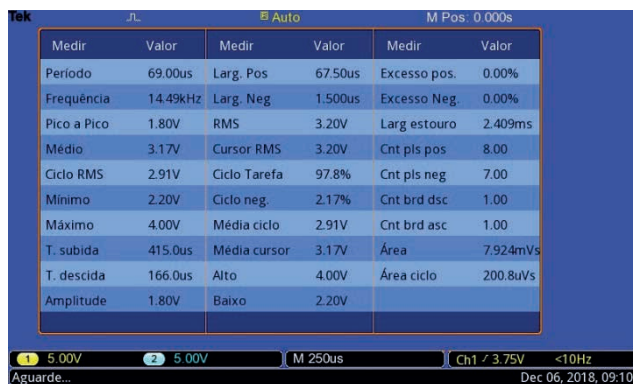 Tek Auto M Pos: 0.000s
Medir Valor Medir Valor Medir Valor
Período 69.00us Larg. Pos 67.50us Excesso pos. 0.00%
Frequência 14.49kHz Larg. Neg 1.500us Excesso Neg. 0.00%
Pico a Pico 1.80V RMS 3.20V Larg estouro 2.409ms
Médio 3.17V Cursor RMS 3.20V Cnt pls pos 8.00
Ciclo RMS 2.91V Ciclo Tarefa 97.8% Cnt pls neg 7.00
Mínimo 2.20V Ciclo neg. 2.17% Cnt brd dsc 1.00
Máximo 4.00V Média ciclo 2.91V Cnt brd asc 1.00
T. subida 415.0us Média cursor 3.17V Área 7.924mVs
T. descida 166.0us Alto 4.00V Área ciclo 200.8uVs
Amplitude 1.80V Baixo 2.20V
1 5.00V 2 5.00V M 250us Ch1 3.75V <10Hz
Aguarde... Dec 06, 2018, 09:10